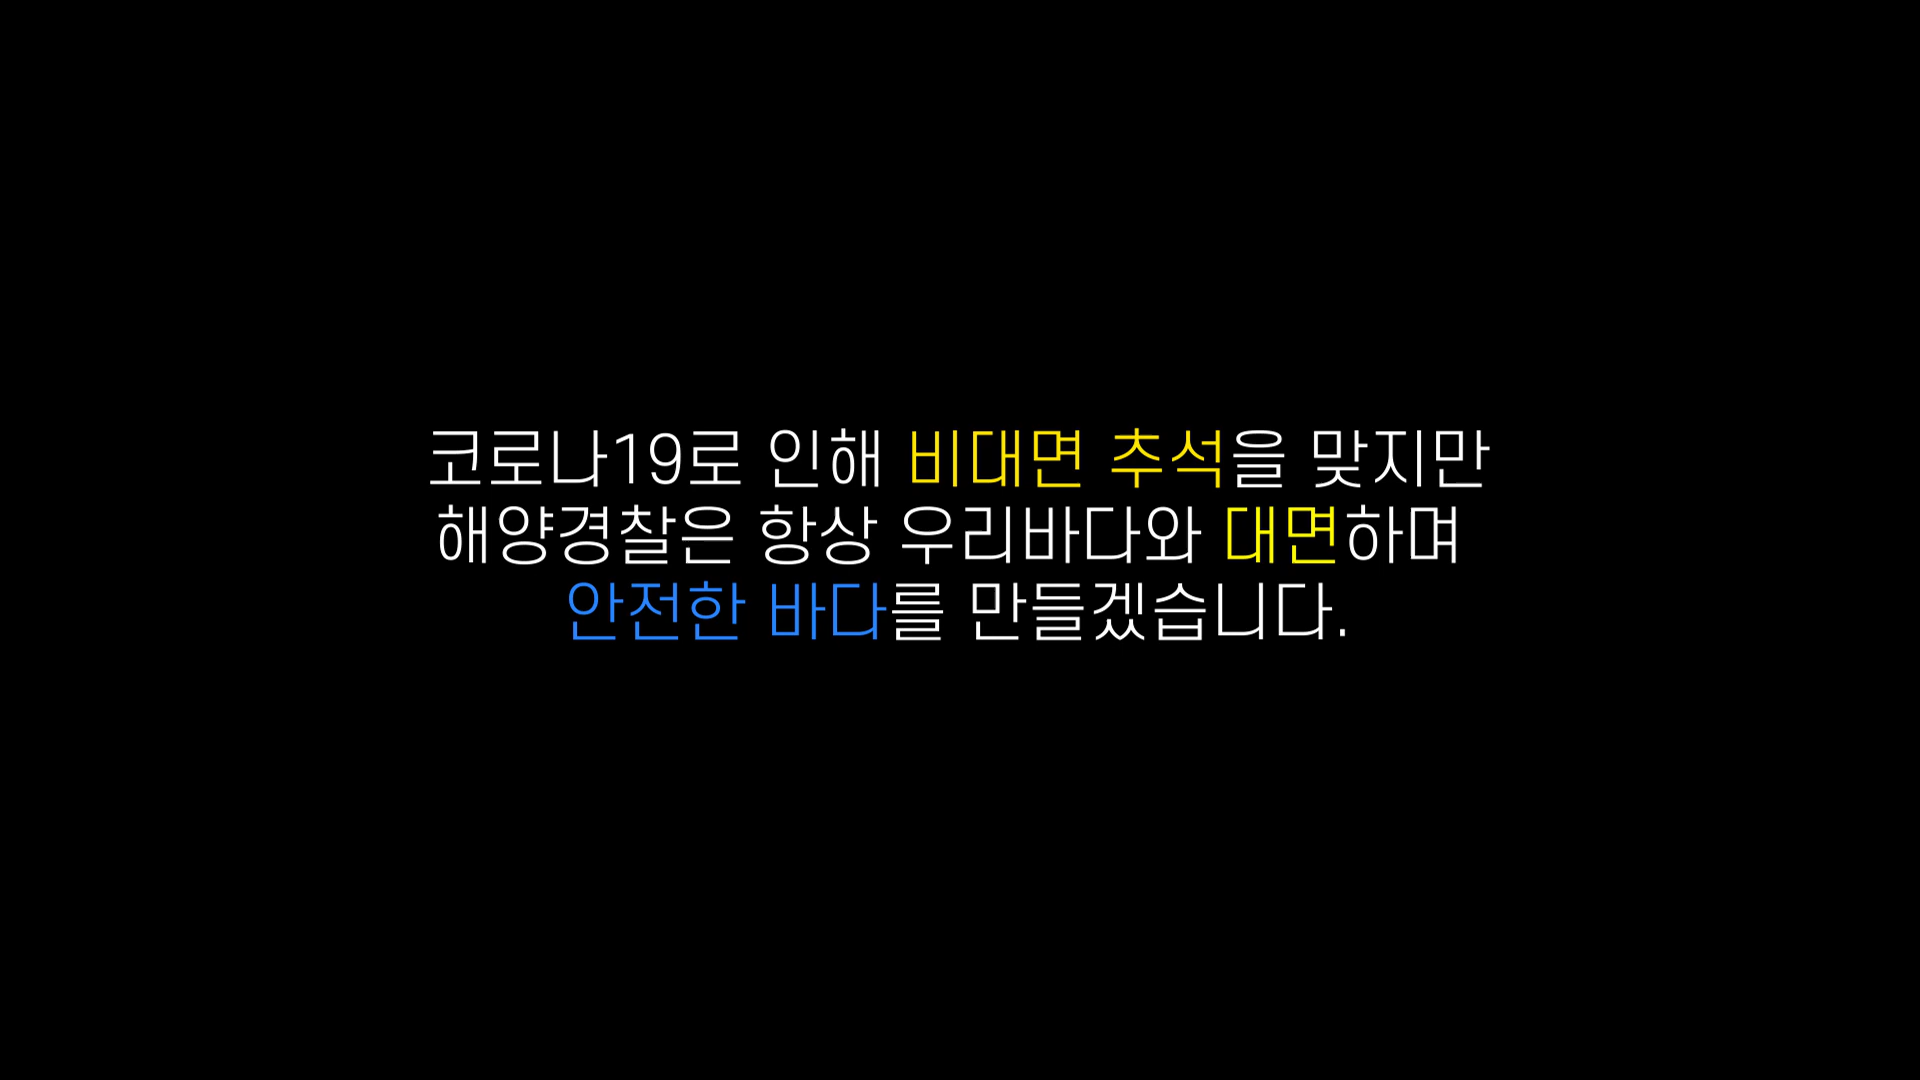 코로나19로 인해 비대면 추석을 맞지만
해양경찰은 항상 우리바다와 대면하며
안전한 바다를 만들겠습니다.